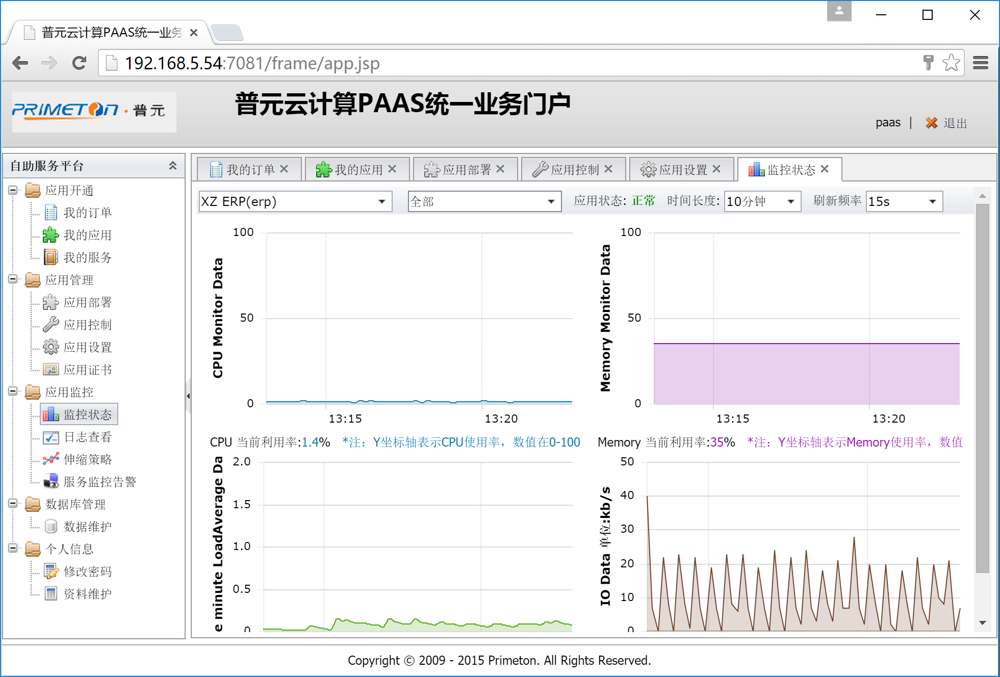 普元云计算PAAS统一业务
192.168.5.54:7081/frame/app.jsp
PRIMETON·普元
普元云计算PAAS统一业务门户
paas | 退出
自助服务平台
应用开通
我的订单
我的应用
我的服务
应用管理
应用部署
应用控制
应用设置
应用证书
应用监控
监控状态
日志查看
伸缩策略
服务监控告警
数据库管理
数据维护
个人信息
修改密码
资料维护
我的订单 我的应用 应用部署 应用控制 应用设置 监控状态
XZ ERP(erp) 全部 应用状态: 正常 时间长度: 10分钟 刷新频率 15s
CPU Monitor Data
100
50
0
13:15 13:20
CPU 当前利用率:1.4% *注：Y坐标轴表示CPU使用率，数值在0-100
Memory Monitor Data
100
50
0
13:15 13:20
Memory 当前利用率:35% *注：Y坐标轴表示Memory使用率，数值
e minute LoadAverage Da
2.0
1.5
1.0
0.5
0
IO Data 单位:kb/s
50
40
30
20
10
0
Copyright © 2009 - 2015 Primeton. All Rights Reserved.